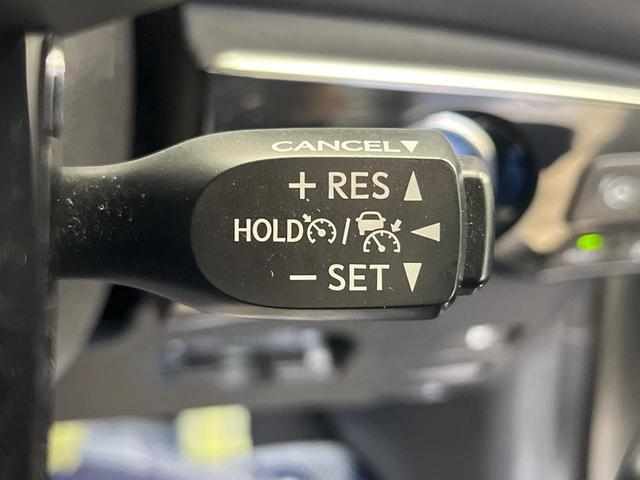 CANCEL▼
+ RES ▲
HOLD / ◀
− SET ▼